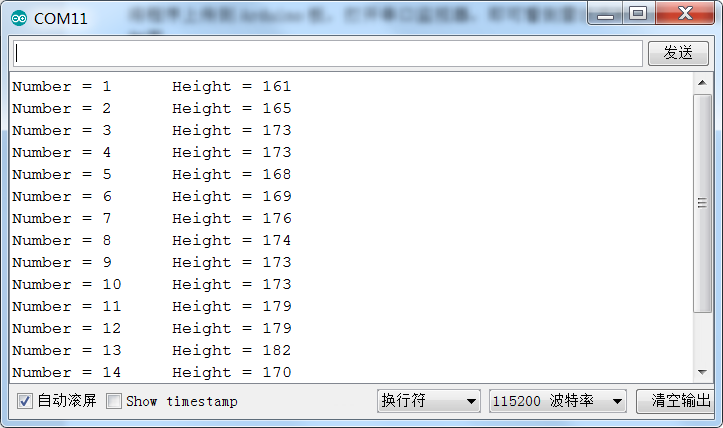 COM11
发送
Number = 1 Height = 161
Number = 2 Height = 165
Number = 3 Height = 173
Number = 4 Height = 173
Number = 5 Height = 168
Number = 6 Height = 169
Number = 7 Height = 176
Number = 8 Height = 174
Number = 9 Height = 173
Number = 10 Height = 173
Number = 11 Height = 179
Number = 12 Height = 179
Number = 13 Height = 182
Number = 14 Height = 170
自动滚屏 Show timestamp 换行符 115200 波特率 清空输出